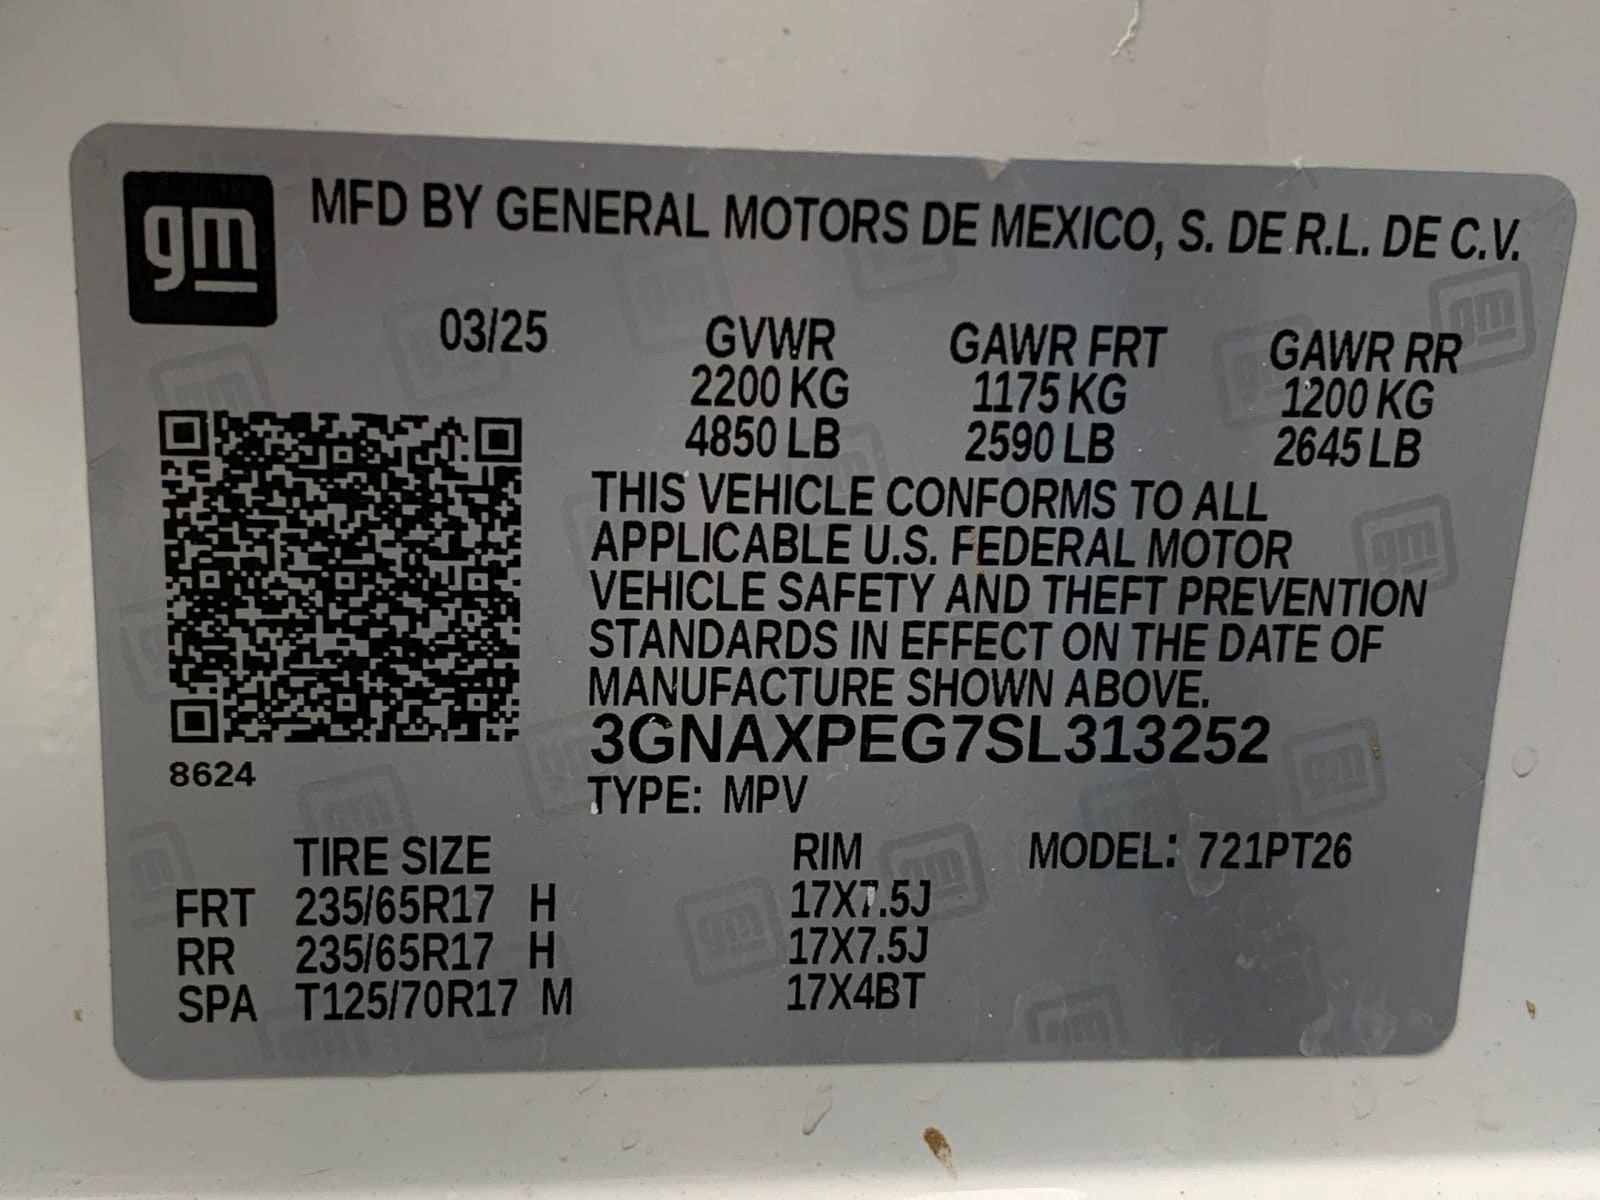 gm MFD BY GENERAL MOTORS DE MEXICO, S. DE R.L. DE C.V.
03/25 GVWR GAWR FRT GAWR RR
2200 KG 1175 KG 1200 KG
4850 LB 2590 LB 2645 LB
THIS VEHICLE CONFORMS TO ALL
APPLICABLE U.S. FEDERAL MOTOR
VEHICLE SAFETY AND THEFT PREVENTION
STANDARDS IN EFFECT ON THE DATE OF
MANUFACTURE SHOWN ABOVE.
3GNAXPEG7SL313252
8624
TYPE: MPV
TIRE SIZE RIM MODEL: 721PT26
FRT 235/65R17 H 17X7.5J
RR 235/65R17 H 17X7.5J
SPA T125/70R17 M 17X4BT